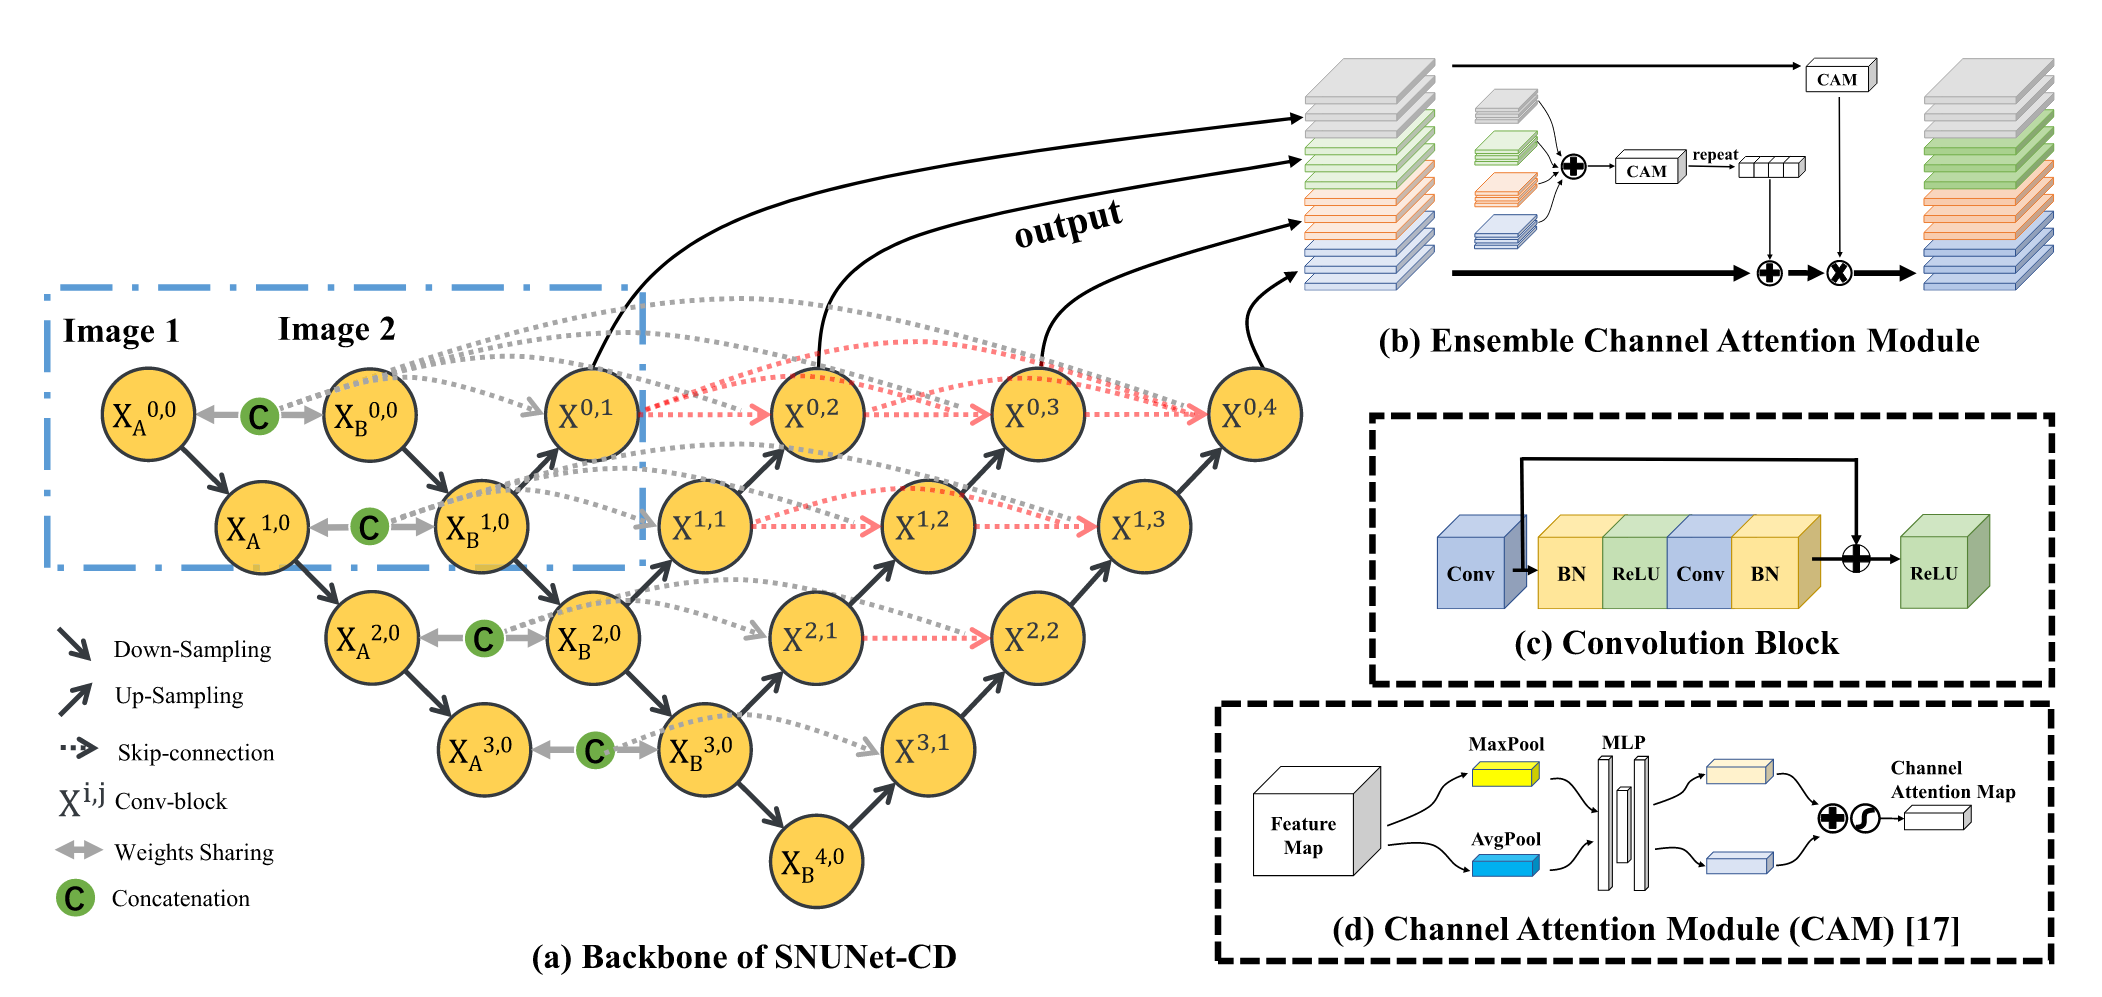 Image 1
Image 2
X_A^{0,0}
C
X_B^{0,0}
X^{0,1}
X^{0,2}
X^{0,3}
X^{0,4}
output
X_A^{1,0}
C
X_B^{1,0}
X^{1,1}
X^{1,2}
X^{1,3}
X_A^{2,0}
C
X_B^{2,0}
X^{2,1}
X^{2,2}
X_A^{3,0}
C
X_B^{3,0}
X^{3,1}
X_B^{4,0}
Down-Sampling
Up-Sampling
Skip-connection
X^{i,j} Conv-block
Weights Sharing
C Concatenation
(a) Backbone of SNUNet-CD
CAM
CAM
repeat
(b) Ensemble Channel Attention Module
Conv
BN
ReLU
Conv
BN
ReLU
(c) Convolution Block
Feature
Map
MaxPool
AvgPool
MLP
Channel
Attention Map
(d) Channel Attention Module (CAM) [17]